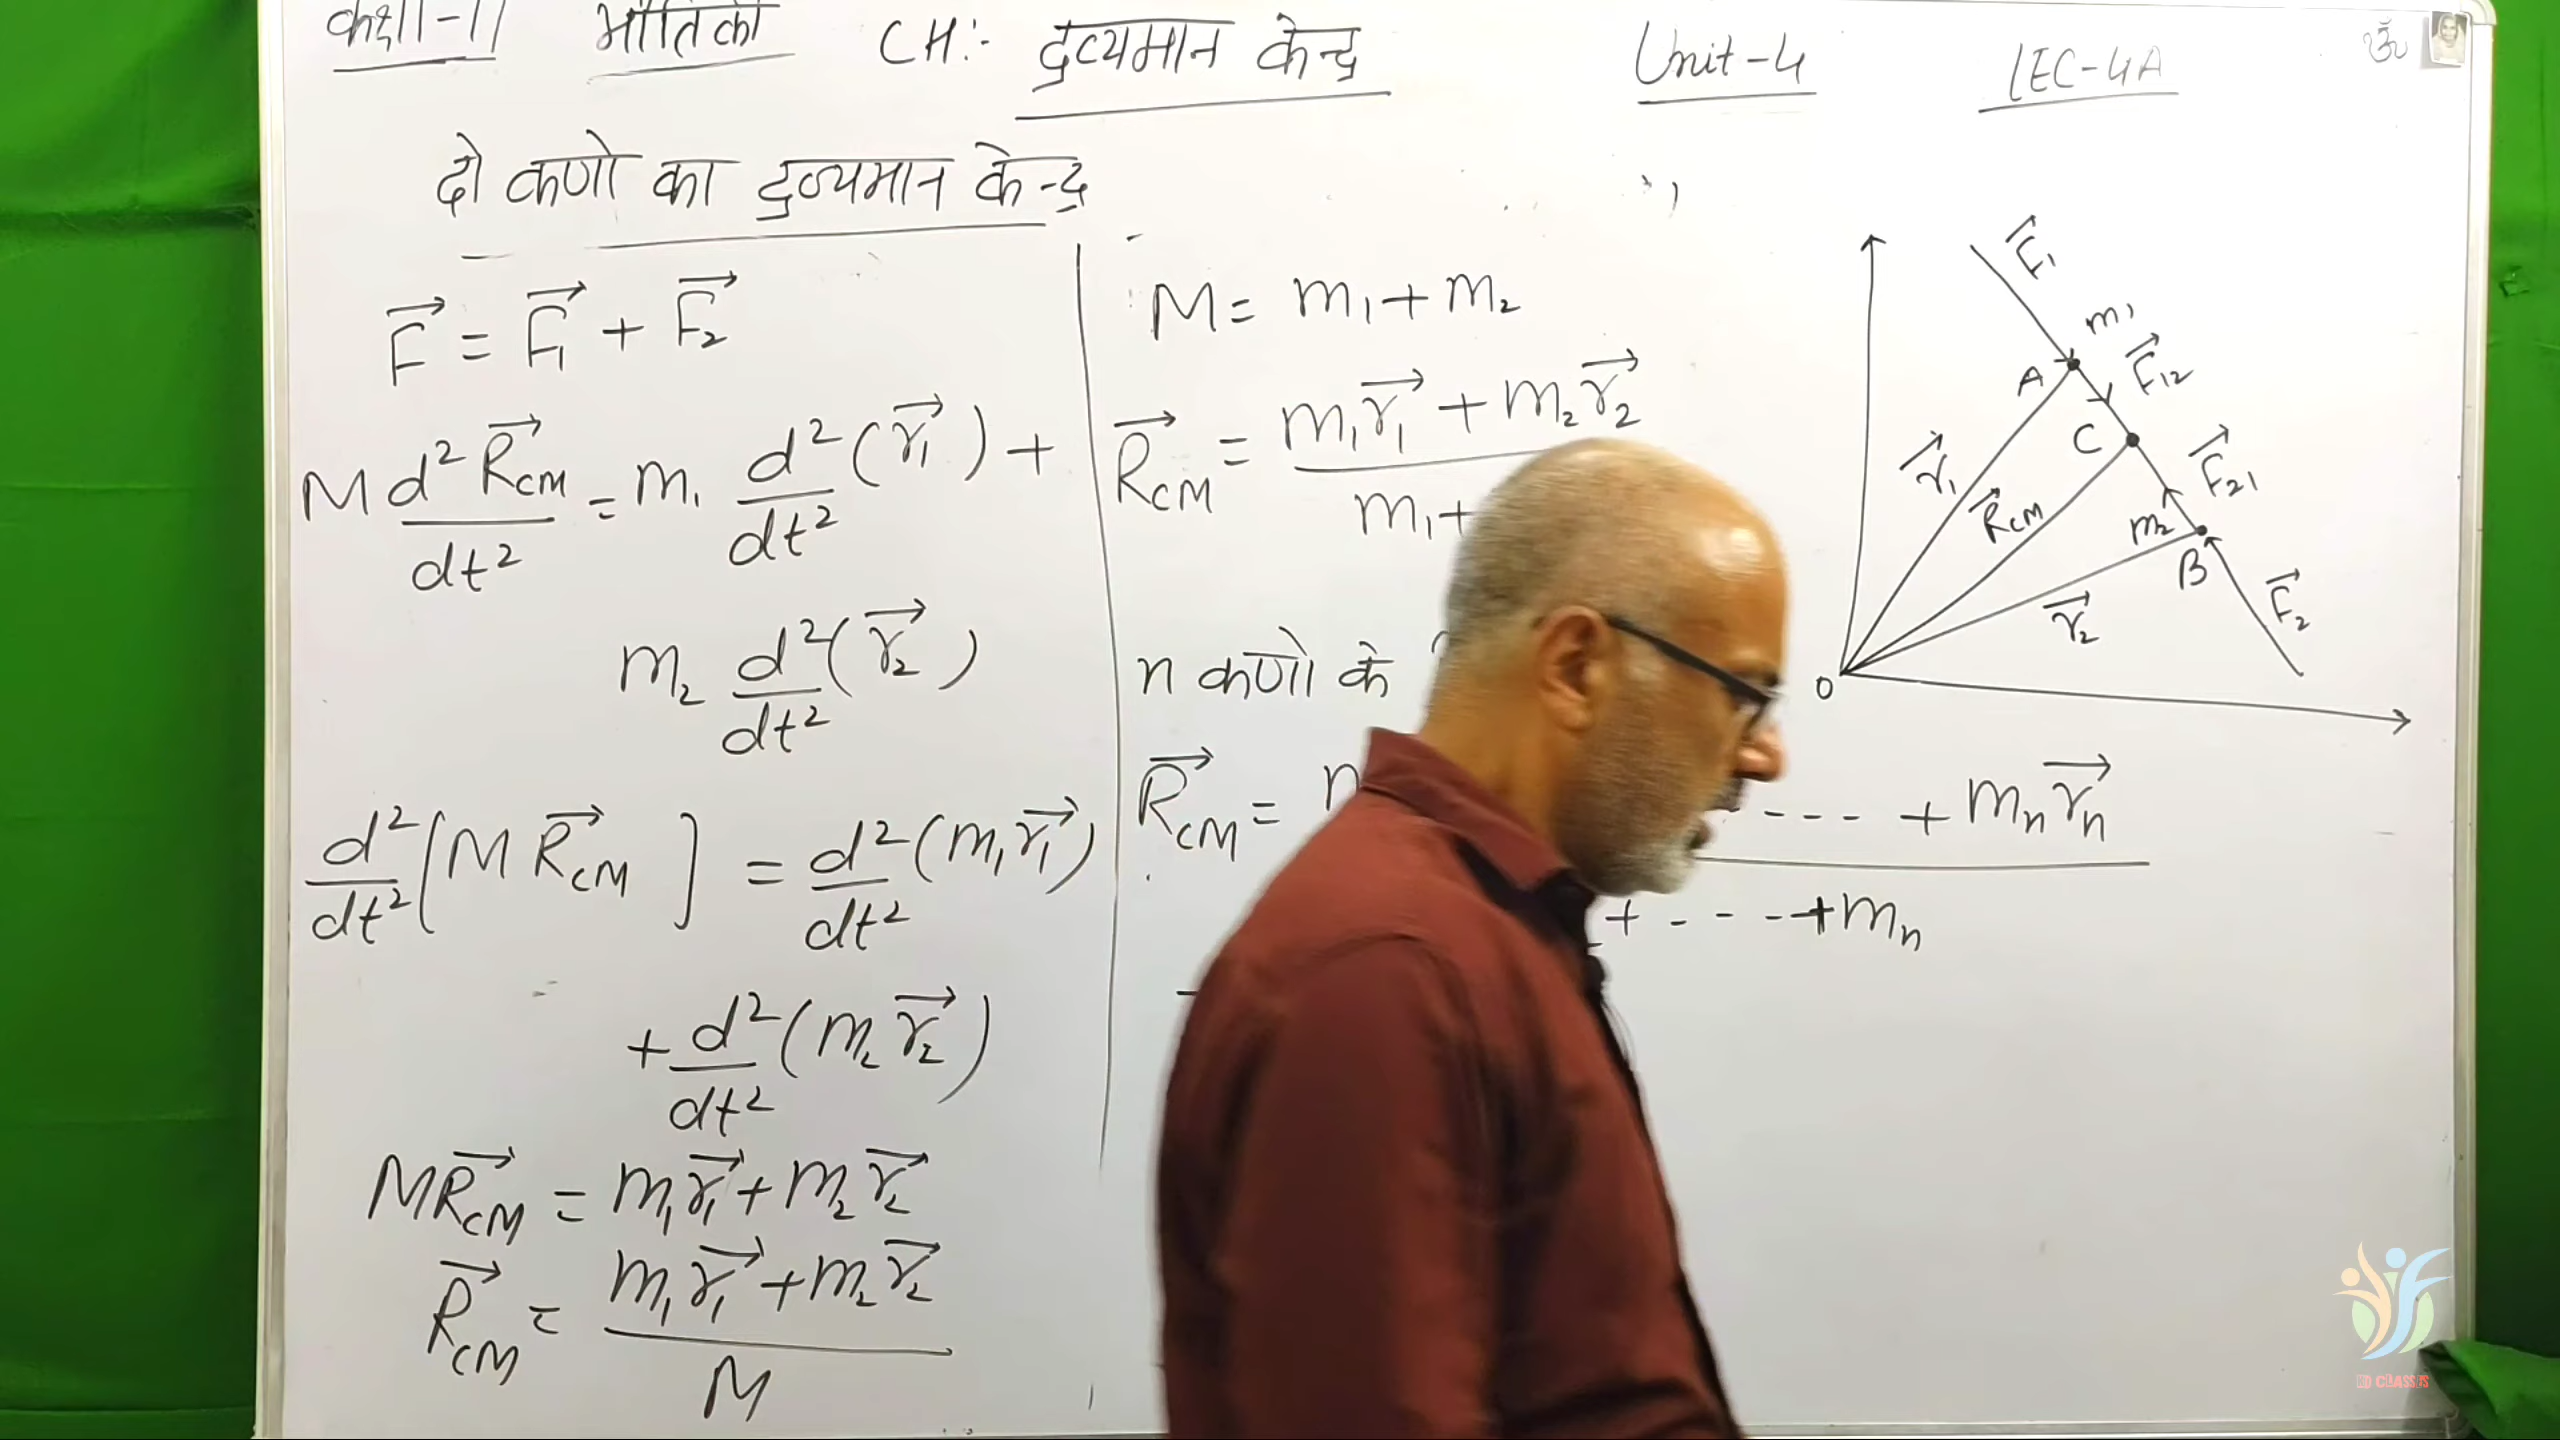 कक्षा-11 भौतिकी CH:- द्रव्यमान केन्द्र Unit-4 LEC-4A ॐ
दो कणो का द्रव्यमान केन्द्र
F⃗ = F⃗₁ + F⃗₂
M d²R⃗cm/dt² = m₁ d²/dt² (r⃗₁) +
m₂ d²/dt² (r⃗₂)
d²/dt² [M R⃗cM] = d²/dt² (m₁r⃗₁)
+ d²/dt² (m₂r⃗₂)
MR⃗cM = m₁r⃗₁ + m₂r⃗₂
R⃗cM = m₁r⃗₁ + m₂r⃗₂
M
M = m₁ + m₂
R⃗cM = m₁r⃗₁ + m₂r⃗₂
m₁+
n कणो के
R⃗cM = - - - - + mₙr⃗ₙ
+ - - - - + mₙ
F⃗₁
m₁
A
F⃗₁₂
C
F⃗₂₁
r⃗₁
R⃗cM
m₂
B
r⃗₂
F⃗₂
O
KD CLASSES